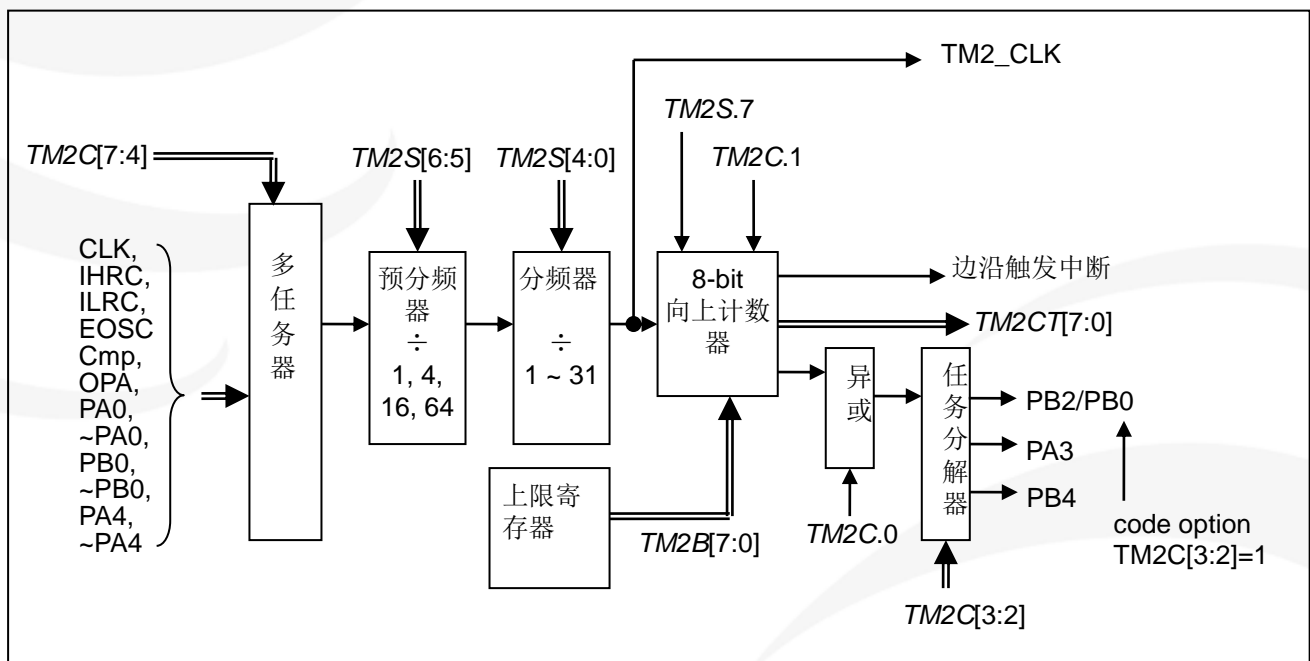 TM2_CLK
TM2S.7
TM2C[7:4]
TM2S[6:5]
TM2S[4:0]
TM2C.1
CLK,
IHRC,
ILRC,
EOSC
Cmp,
OPA,
PA0,
~PA0,
PB0,
~PB0,
PA4,
~PA4
多
任
务
器
预分频
器
÷
1, 4,
16, 64
分频器
÷
1 ~ 31
8-bit
向上计数
器
边沿触发中断
TM2CT[7:0]
异
或
任
务
分
解
器
PB2/PB0
PA3
PB4
上限寄
存器
TM2B[7:0]
TM2C.0
code option
TM2C[3:2]=1
TM2C[3:2]